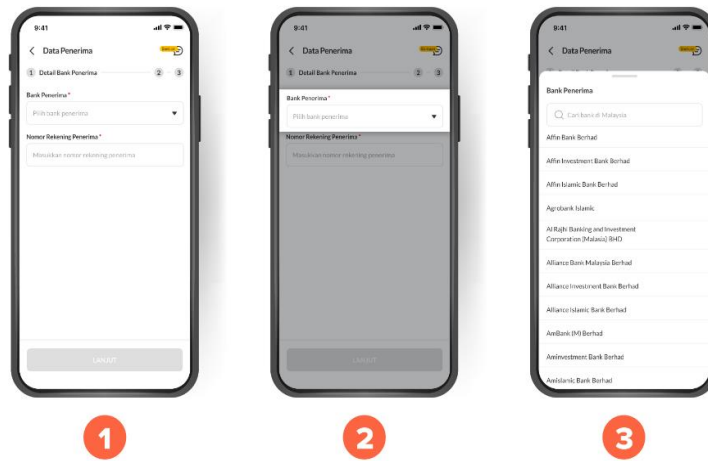 9:41
Data Penerima
1 Detail Bank Penerima 2 3
Bank Penerima *
Pilih bank penerima
Nomor Rekening Penerima *
Masukkan nomor rekening penerima
LANJUT
1
9:41
Data Penerima
1 Detail Bank Penerima 2 3
Bank Penerima *
Pilih bank penerima
Nomor Rekening Penerima *
Masukkan nomor rekening penerima
LANJUT
2
9:41
Data Penerima
Bank Penerima
Cari bank di Malaysia
Affin Bank Berhad
Affin Investment Bank Berhad
Affin Islamic Bank Berhad
Agrobank Islamic
Al Rajhi Banking and Investment
Corporation (Malasia) BHD
Alliance Bank Malaysia Berhad
Alliance Investment Bank Berhad
Alliance Islamic Bank Berhad
AmBank (M) Berhad
Aminvestment Bank Berhad
Amislamic Bank Berhad
3